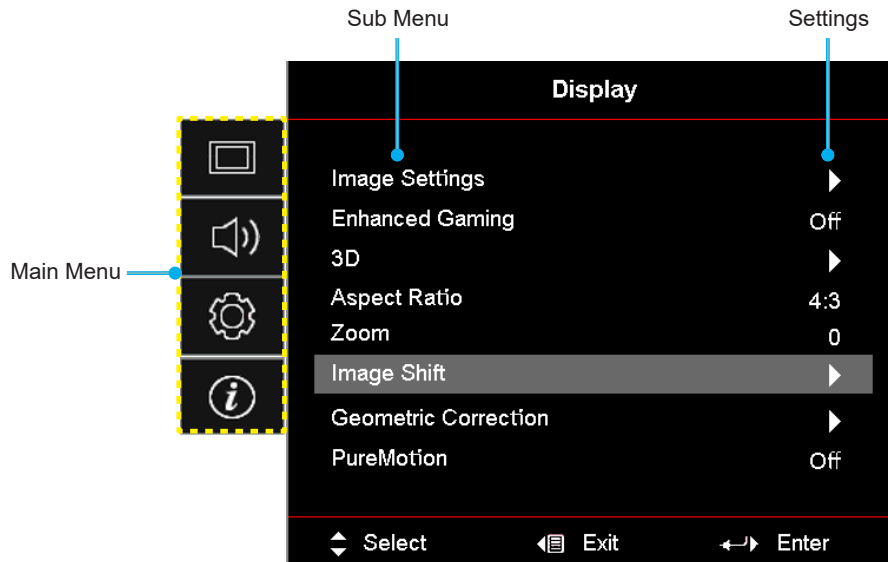 Sub Menu Settings
Display
Image Settings
Enhanced Gaming Off
3D
Main Menu
Aspect Ratio 4:3
Zoom 0
Image Shift
Geometric Correction
PureMotion Off
Select Exit Enter